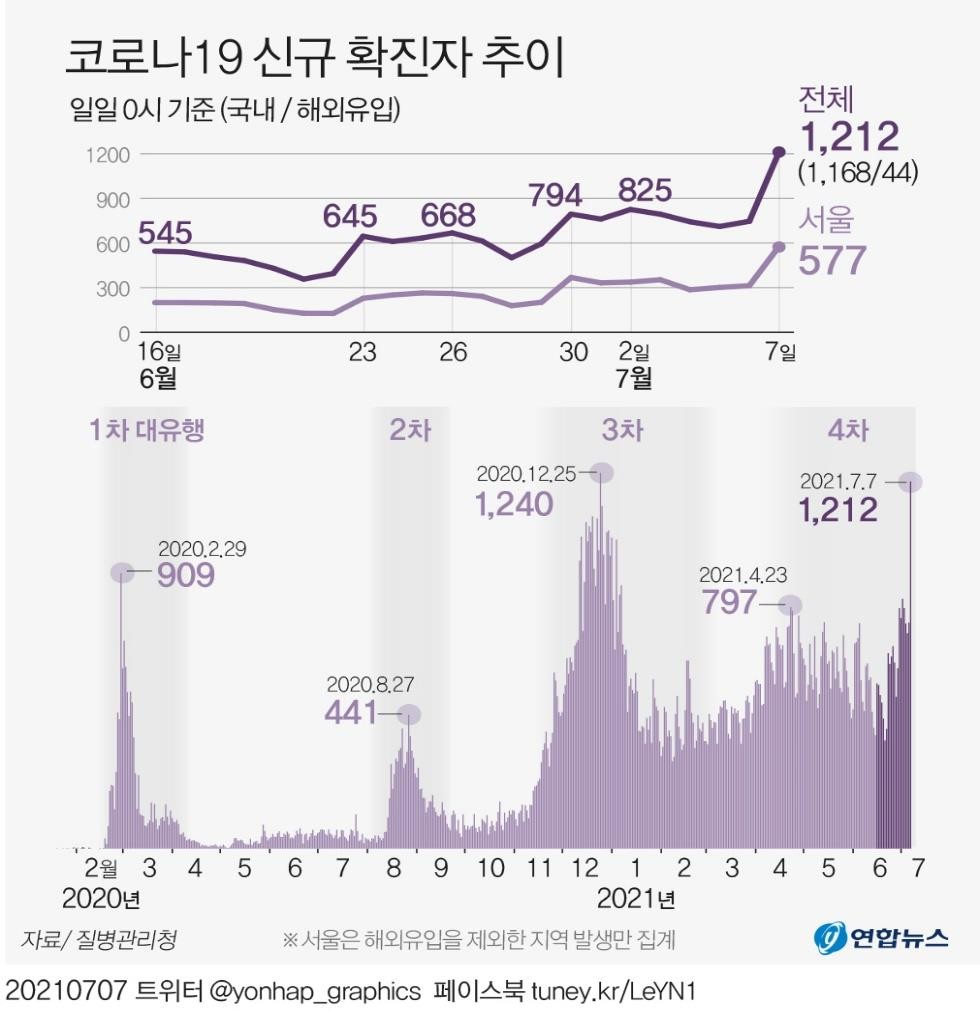 코로나19 신규 확진자 추이
일일 0시 기준 (국내 / 해외유입)
전체
1,212
(1,168/44)
서울
577
1200
900
600
300
0
545
645
668
794
825
16일
23
26
30
2일
7일
6월
7월
1차 대유행
2차
3차
4차
2020.12.25
1,240
2021.7.7
1,212
2020.2.29
909
2021.4.23
797
2020.8.27
441
2월 3 4 5 6 7 8 9 10 11 12 1 2 3 4 5 6 7
2020년
2021년
자료/ 질병관리청
※ 서울은 해외유입을 제외한 지역 발생만 집계
연합뉴스
20210707 트위터 @yonhap_graphics 페이스북 tuney.kr/LeYN1